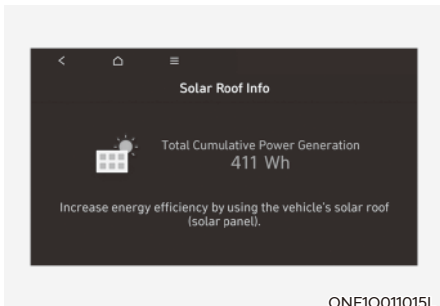 Solar Roof Info
Total Cumulative Power Generation
411 Wh
Increase energy efficiency by using the vehicle's solar roof
(solar panel).